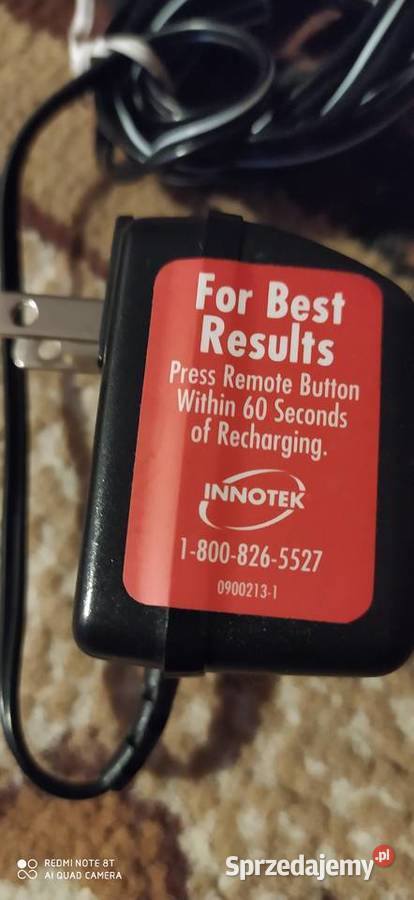 For Best
Results
Press Remote Button
Within 60 Seconds
of Recharging.
INNOTEK
1-800-826-5527
0900213-1
REDMI NOTE 8T
AI QUAD CAMERA
Sprzedajemy.pl